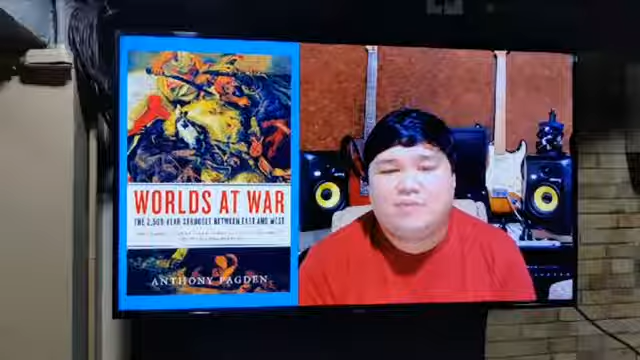 WORLDS AT WAR
THE 2,500-YEAR STRUGGLE BETWEEN EAST AND WEST
ANTHONY PAGDEN